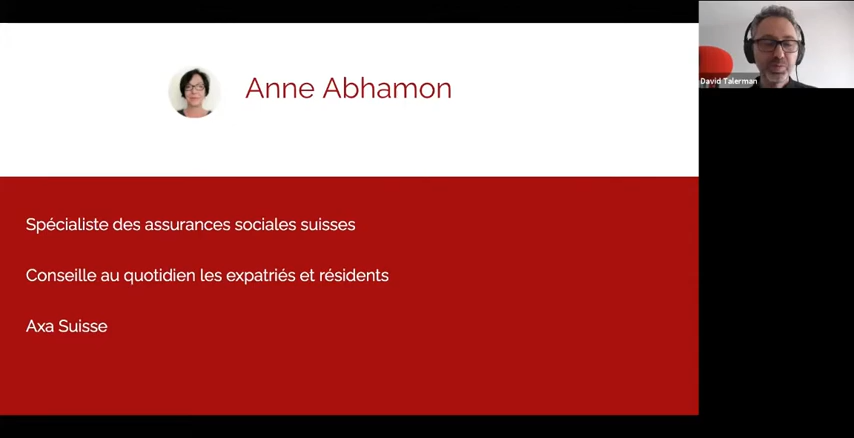 Anne Abhamon
David Talerman
Spécialiste des assurances sociales suisses
Conseille au quotidien les expatriés et résidents
Axa Suisse